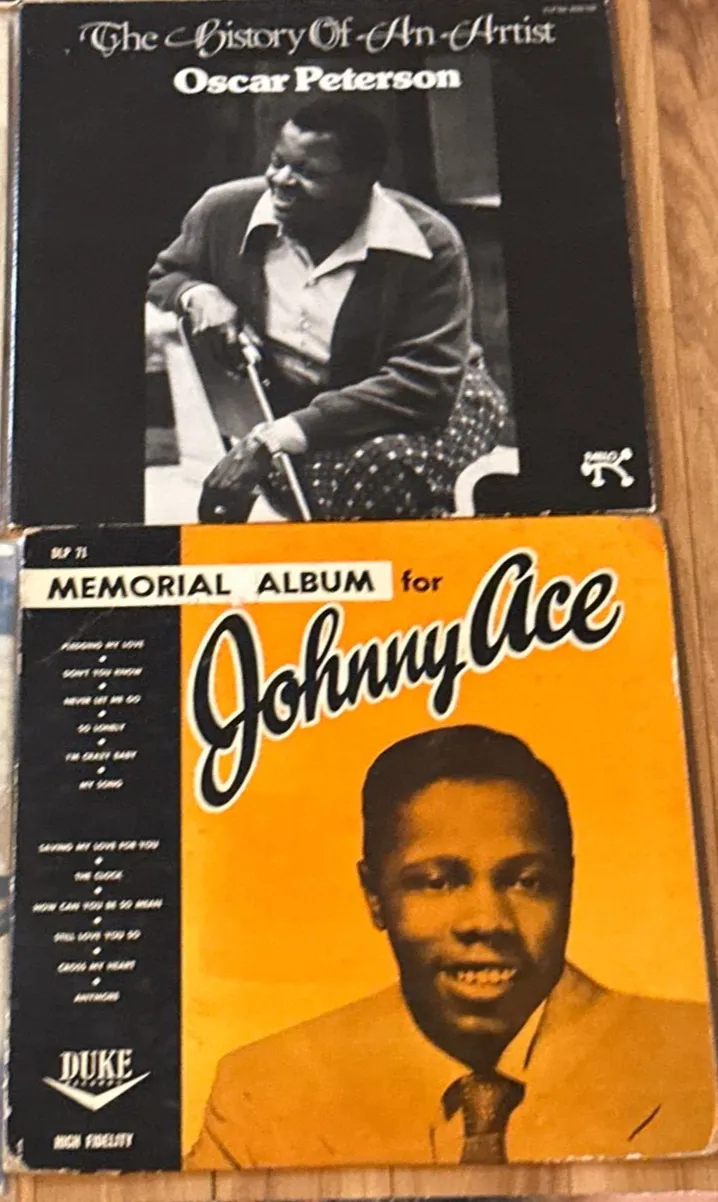 The History Of An Artist
Oscar Peterson
PABLO
DLP 71
MEMORIAL ALBUM for
Johnny Ace
PLEDGING MY LOVE
DON'T YOU KNOW
NEVER LET ME GO
SO LONELY
I'M CRAZY BABY
MY SONG
SAVING MY LOVE FOR YOU
THE CLOCK
HOW CAN YOU BE SO MEAN
STILL LOVE YOU SO
CROSS MY HEART
ANYMORE
DUKE
RECORDS
HIGH FIDELITY